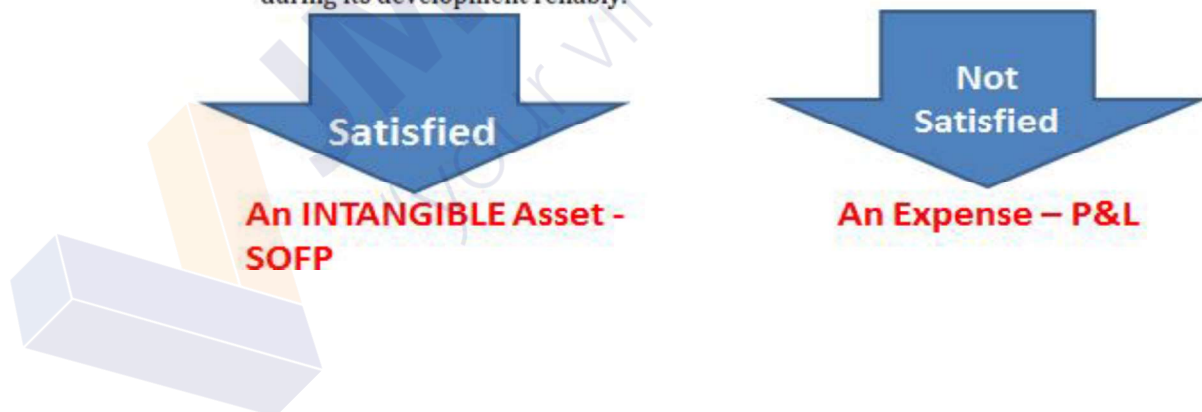 during its development reliably.
Satisfied
Not
Satisfied
An INTANGIBLE Asset -
SOFP
An Expense – P&L